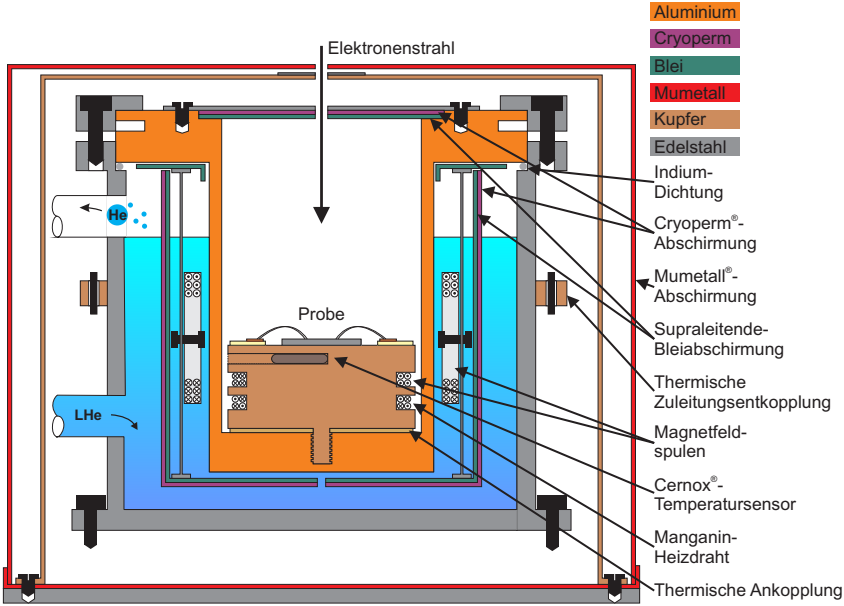 Elektronenstrahl
Aluminium
Cryoperm
Blei
Mumetall
Kupfer
Edelstahl
Indium-
Dichtung
Cryoperm®-
Abschirmung
Mumetall®-
Abschirmung
Supraleitende-
Bleiabschirmung
Thermische
Zuleitungsentkopplung
Magnetfeld-
spulen
Cernox®-
Temperatursensor
Manganin-
Heizdraht
Thermische Ankopplung
He
Probe
LHe